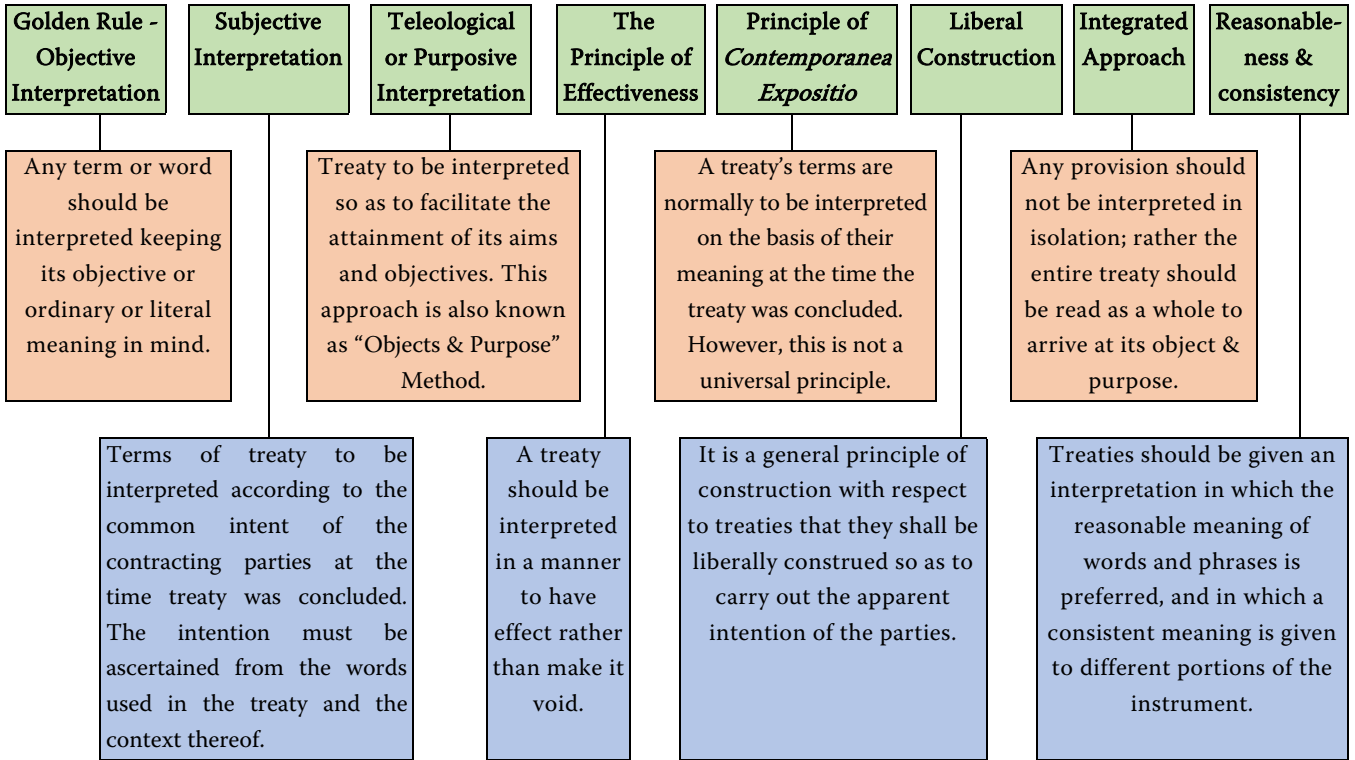 Golden Rule -
Objective
Interpretation
Subjective
Interpretation
Teleological
or Purposive
Interpretation
The
Principle of
Effectiveness
Principle of
Contemporanea
Expositio
Liberal
Construction
Integrated
Approach
Reasonable-
ness &
consistency
Any term or word
should be
interpreted keeping
its objective or
ordinary or literal
meaning in mind.
Treaty to be interpreted
so as to facilitate the
attainment of its aims
and objectives. This
approach is also known
as “Objects & Purpose”
Method.
A treaty’s terms are
normally to be interpreted
on the basis of their
meaning at the time the
treaty was concluded.
However, this is not a
universal principle.
Any provision should
not be interpreted in
isolation; rather the
entire treaty should
be read as a whole to
arrive at its object &
purpose.
Terms of treaty to be
interpreted according to the
common intent of the
contracting parties at the
time treaty was concluded.
The intention must be
ascertained from the words
used in the treaty and the
context thereof.
A treaty
should be
interpreted
in a manner
to have
effect rather
than make it
void.
It is a general principle of
construction with respect
to treaties that they shall be
liberally construed so as to
carry out the apparent
intention of the parties.
Treaties should be given an
interpretation in which the
reasonable meaning of
words and phrases is
preferred, and in which a
consistent meaning is given
to different portions of the
instrument.